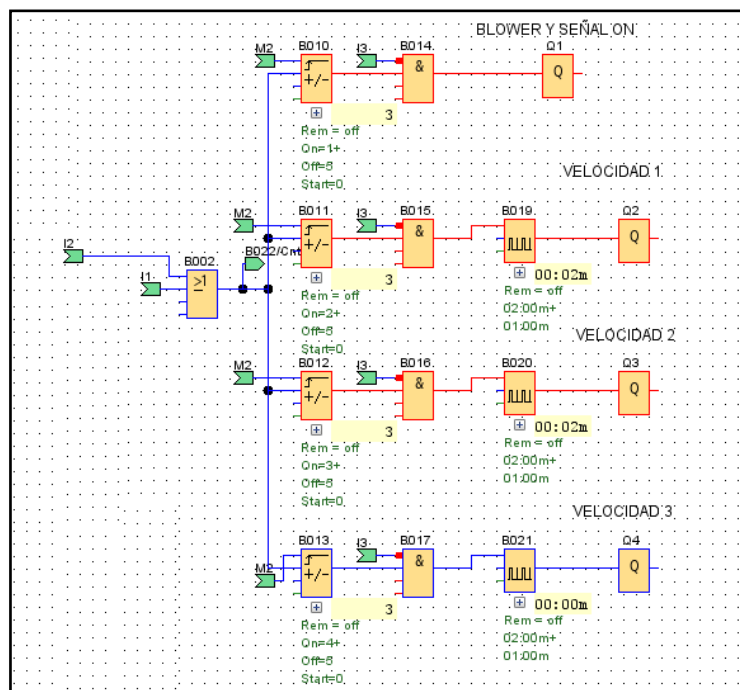 BLOWER Y SEÑAL ON
M2 B010 I3 B014 Q1
+/- & Q
3
Rem = off
On=1+
Off=5
Start=0
VELOCIDAD 1
M2 B011 I3 B015 B019 Q2
+/- & Q
I2
B002 B022/Cnt
I1 ≥1
3 00:02m
Rem = off Rem = off
On=2+ 02:00m+
Off=5 01:00m
Start=0
VELOCIDAD 2
M2 B012 I3 B016 B020 Q3
+/- & Q
3 00:02m
Rem = off Rem = off
On=3+ 02:00m+
Off=5 01:00m
Start=0
VELOCIDAD 3
M2 B013 I3 B017 B021 Q4
+/- & Q
3 00:00m
Rem = off Rem = off
On=4+ 02:00m+
Off=5 01:00m
Start=0